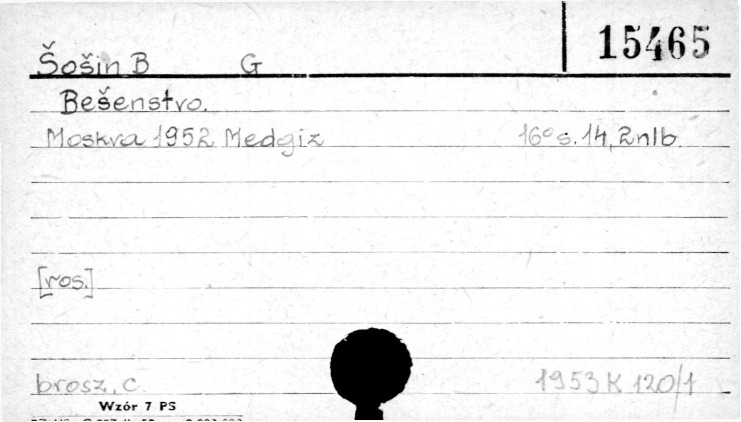 15465
Šošin B G
Bešenstvo.
Moskva 1952 Medgiz 16° s. 14, 2nlb.
[ros.]
brosz. c. 1953 K 120/1
Wzór 7 PS